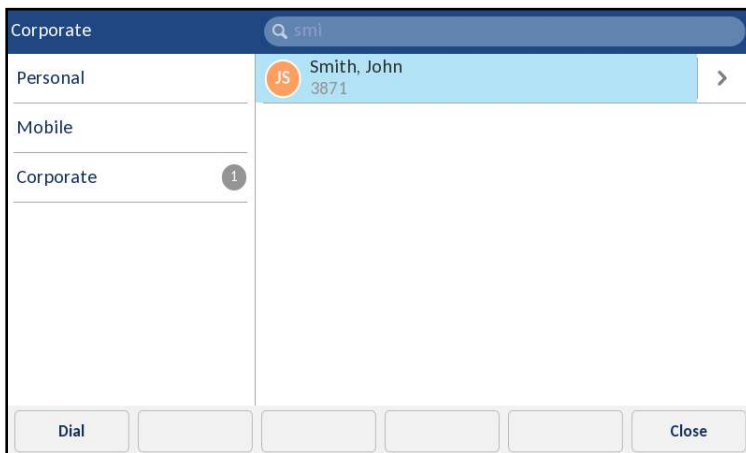 Corporate
smi
Personal
Mobile
Corporate 1
JS
Smith, John
3871
Dial
Close